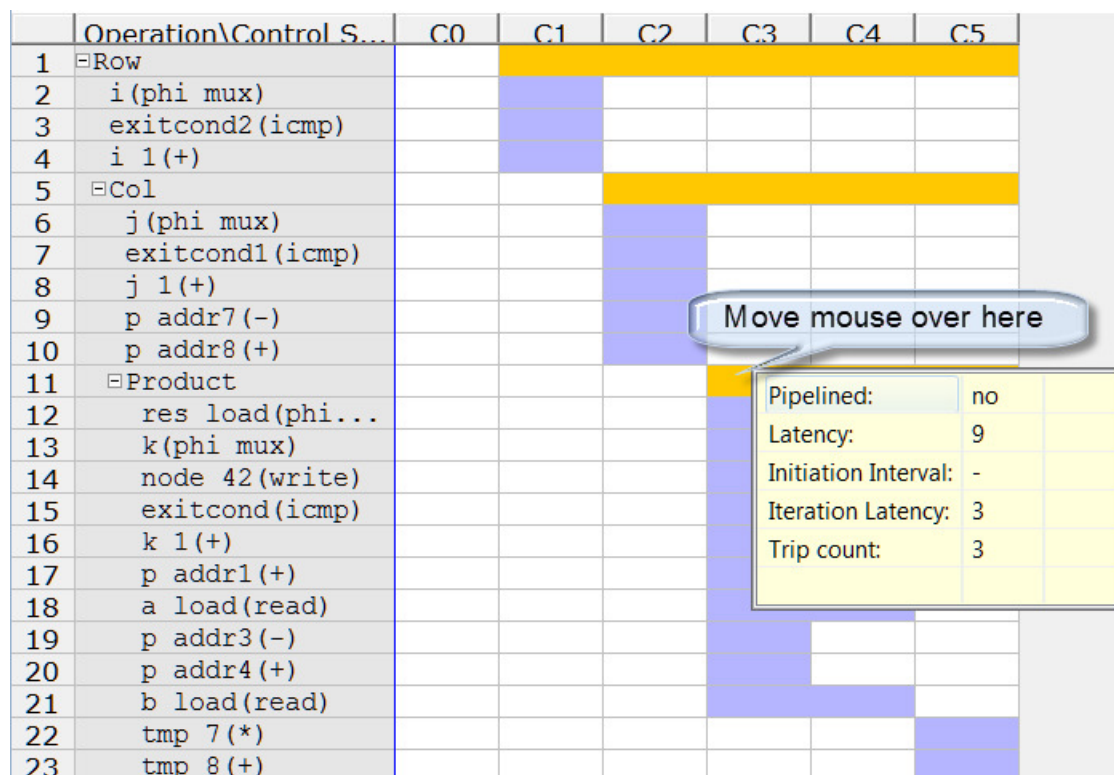 Operation\Control S... C0 C1 C2 C3 C4 C5
1 Row
2 i(phi mux)
3 exitcond2(icmp)
4 i 1(+)
5 Col
6 j(phi mux)
7 exitcond1(icmp)
8 j 1(+)
9 p addr7(-)
10 p addr8(+)
11 Product
12 res load(phi...
13 k(phi mux)
14 node 42(write)
15 exitcond(icmp)
16 k 1(+)
17 p addr1(+)
18 a load(read)
19 p addr3(-)
20 p addr4(+)
21 b load(read)
22 tmp 7(*)
23 tmp 8(+)
Move mouse over here
Pipelined: no
Latency: 9
Initiation Interval: -
Iteration Latency: 3
Trip count: 3